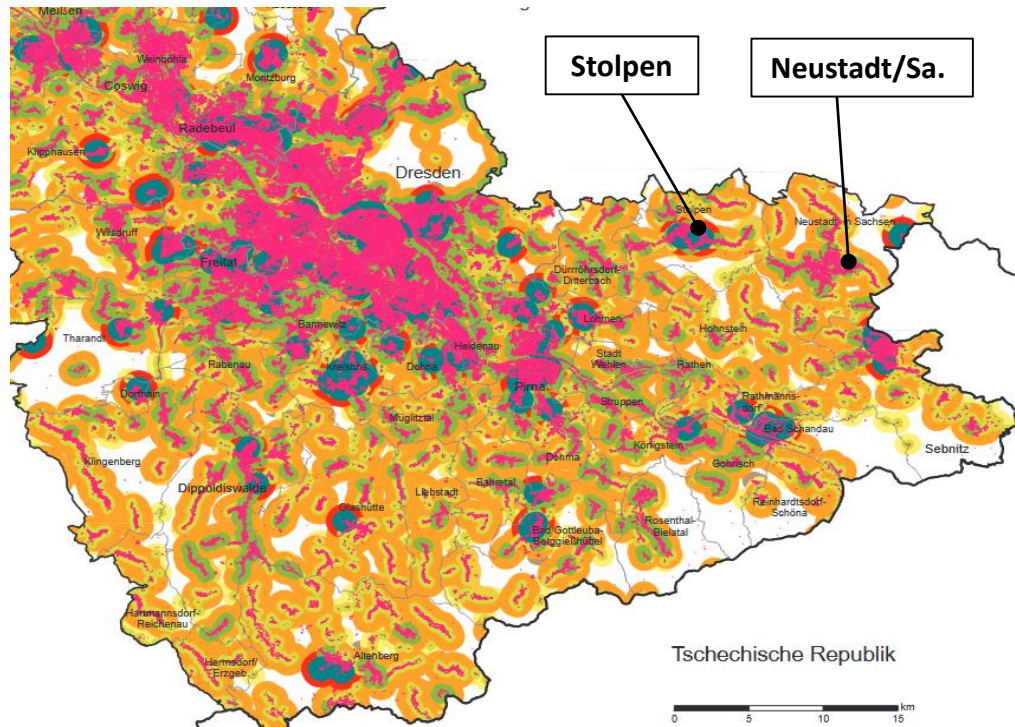 Meißen
Stolpen
Neustadt/Sa.
Weinböhla
Moritzburg
Coswig
Radebeul
Klipphausen
Dresden
Stolpen
Neustadt in Sachsen
Wilsdruff
Freital
Dürrröhrsdorf-
Dittersbach
Bannewitz
Lohmen
Hohnstein
Tharandt
Heidenau
Stadt
Wehlen
Rabenau
Kreischa
Dohna
Rathen
Pirna
Dorfhain
Struppen
Rathmanns-
dorf
Müglitztal
Bad Schandau
Königstein
Sebnitz
Klingenberg
Dohma
Gohrisch
Dippoldiswalde
Liebstadt
Bahretal
Reinhardtsdorf-
Schöna
Glashütte
Rosenthal-
Bielatal
Bad Gottleuba-
Berggießhübel
Hartmannsdorf-
Reichenau
Altenberg
Hermsdorf/
Erzgeb.
Tschechische Republik
km
0 5 10 15